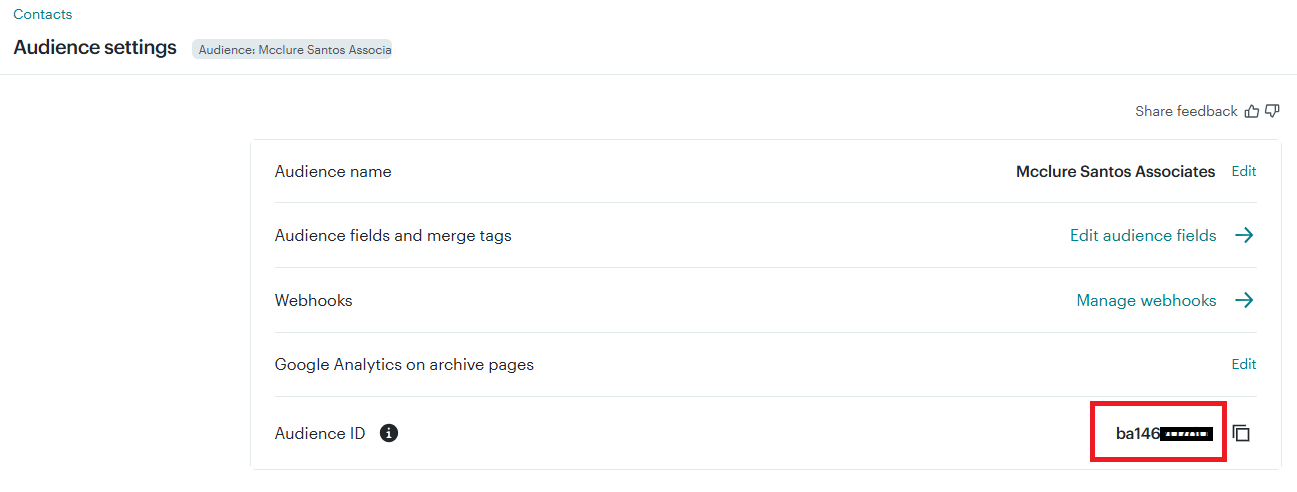 Contacts
Audience settings Audience: Mcclure Santos Associa
Share feedback
Audience name Mcclure Santos Associates Edit
Audience fields and merge tags Edit audience fields
Webhooks Manage webhooks
Google Analytics on archive pages Edit
Audience ID ba146